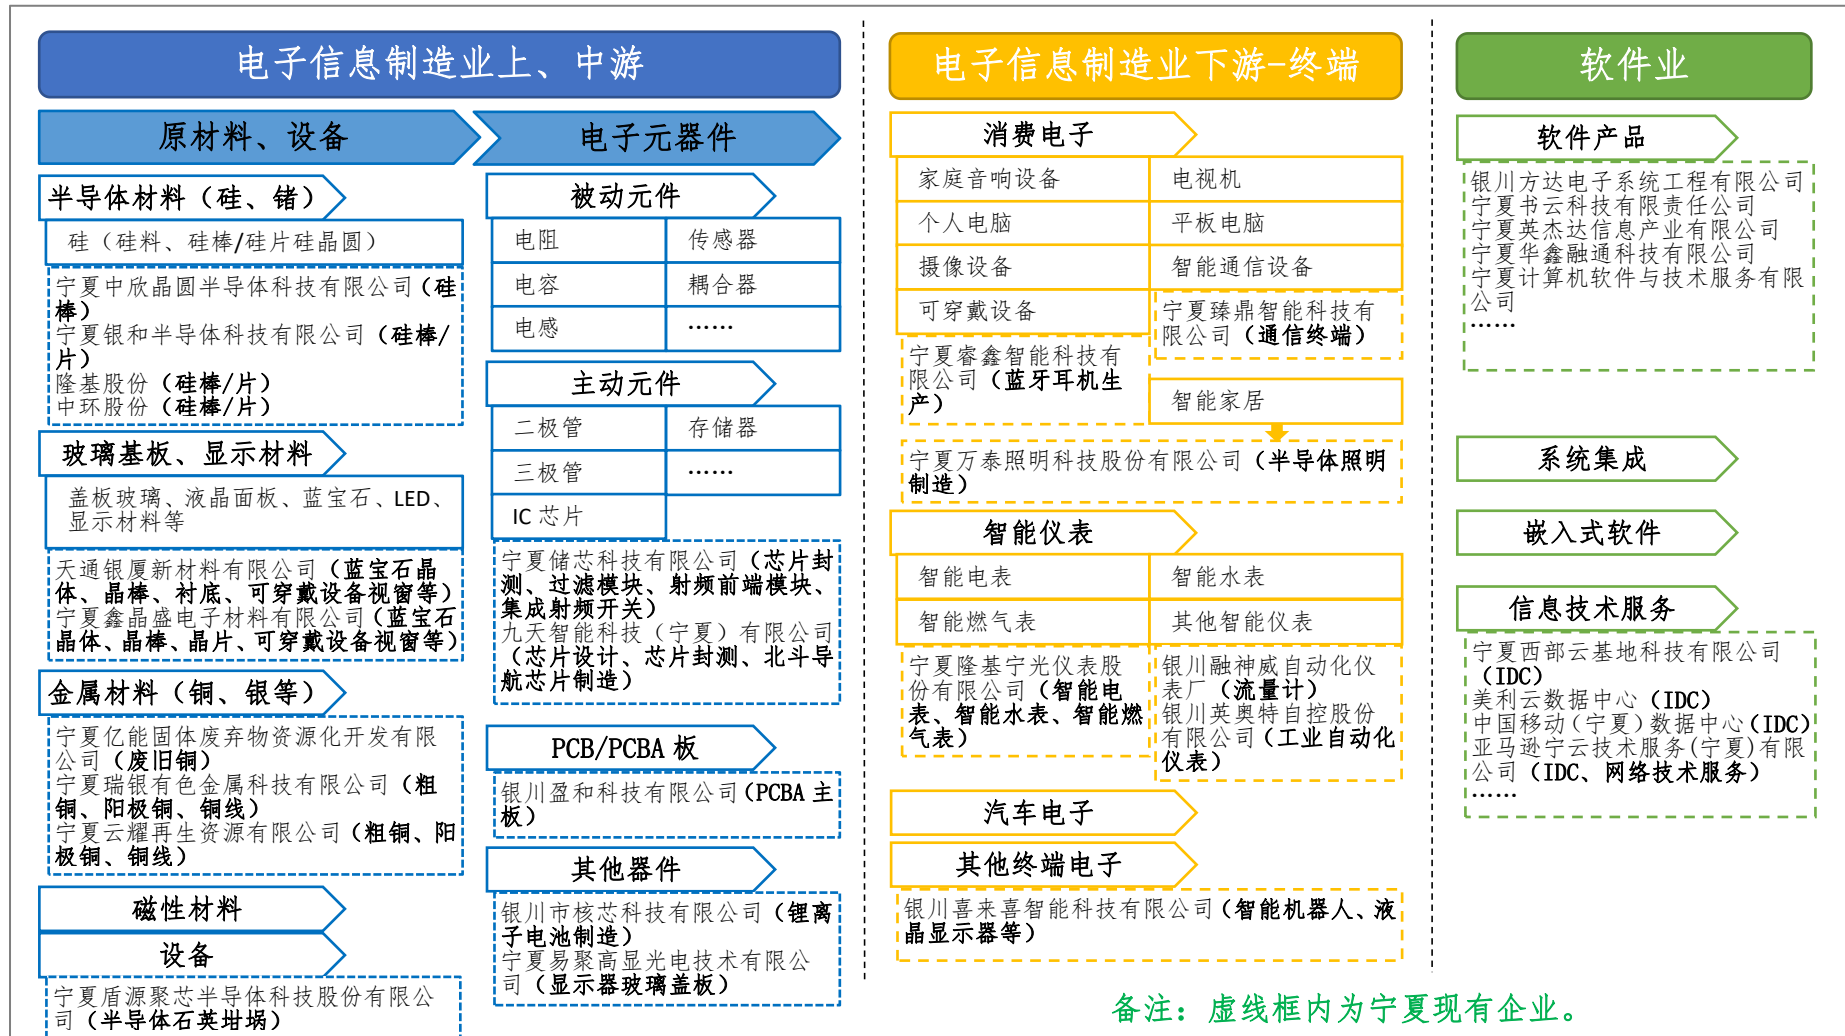 电子信息制造业上、中游
原材料、设备
半导体材料（硅、锗）
硅（硅料、硅棒/硅片硅晶圆）
宁夏中欣晶圆半导体科技有限公司（硅
棒）
宁夏银和半导体科技有限公司（硅棒/
片）
隆基股份（硅棒/片）
中环股份（硅棒/片）
玻璃基板、显示材料
盖板玻璃、液晶面板、蓝宝石、LED、
显示材料等
天通银厦新材料有限公司（蓝宝石晶
体、晶棒、衬底、可穿戴设备视窗等）
宁夏鑫晶盛电子材料有限公司（蓝宝石
晶体、晶棒、晶片、可穿戴设备视窗等）
金属材料（铜、银等）
宁夏亿能固体废弃物资源化开发有限
公司（废旧铜）
宁夏瑞银有色金属科技有限公司（粗
铜、阳极铜、铜线）
宁夏云耀再生资源有限公司（粗铜、阳
极铜、铜线）
磁性材料
设备
宁夏盾源聚芯半导体科技股份有限公
司（半导体石英坩埚）
电子元器件
被动元件
电阻
传感器
电容
耦合器
电感
……
主动元件
二极管
存储器
三极管
……
IC 芯片
宁夏储芯科技有限公司（芯片封
测、过滤模块、射频前端模块、
集成射频开关）
九天智能科技（宁夏）有限公司
（芯片设计、芯片封测、北斗导
航芯片制造）
PCB/PCBA 板
银川盈和科技有限公司（PCBA 主
板）
其他器件
银川市核芯科技有限公司（锂离
子电池制造）
宁夏易聚高显光电技术有限公
司（显示器玻璃盖板）
电子信息制造业下游-终端
消费电子
家庭音响设备
电视机
个人电脑
平板电脑
摄像设备
智能通信设备
可穿戴设备
宁夏臻鼎智能科技有
限公司（通信终端）
宁夏睿鑫智能科技有
限公司（蓝牙耳机生
产）
智能家居
宁夏万泰照明科技股份有限公司（半导体照明
制造）
智能仪表
智能电表
智能水表
智能燃气表
其他智能仪表
宁夏隆基宁光仪表股
份有限公司（智能电
表、智能水表、智能燃
气表）
银川融神威自动化仪
表厂（流量计）
银川英奥特自控股份
有限公司（工业自动化
仪表）
汽车电子
其他终端电子
银川喜来喜智能科技有限公司（智能机器人、液
晶显示器等）
软件业
软件产品
银川方达电子系统工程有限公司
宁夏书云科技有限责任公司
宁夏英杰达信息产业有限公司
宁夏华鑫融通科技有限公司
宁夏计算机软件与技术服务有限
公司
……
系统集成
嵌入式软件
信息技术服务
宁夏西部云基地科技有限公司
（IDC）
美利云数据中心（IDC）
中国移动(宁夏)数据中心（IDC）
亚马逊宁云技术服务(宁夏)有限
公司（IDC、网络技术服务）
……
备注：虚线框内为宁夏现有企业。